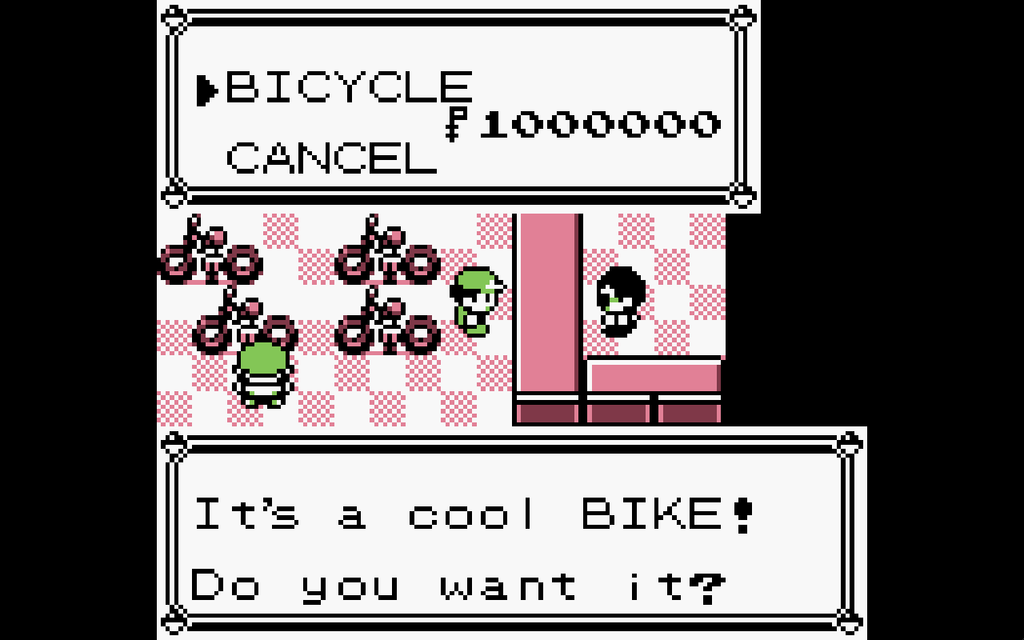 ▶BICYCLE
₽1000000
CANCEL
It's a cool BIKE!
Do you want it?